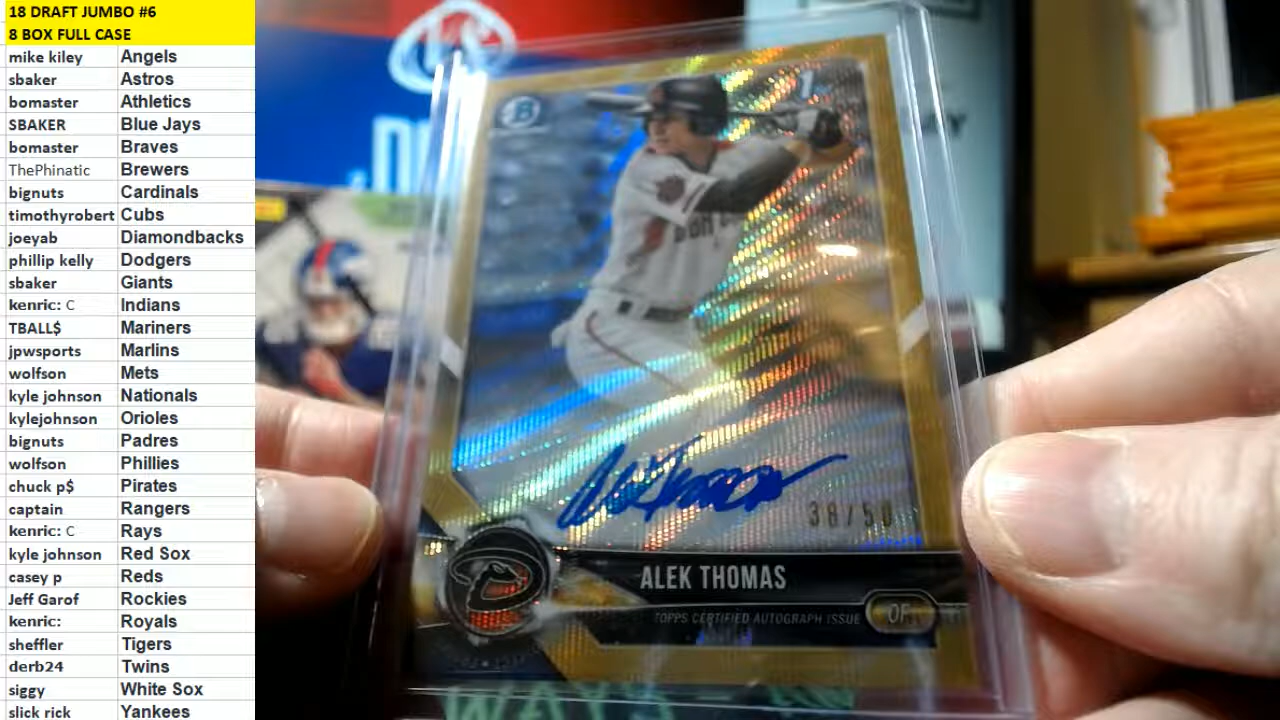 18 DRAFT JUMBO #6
8 BOX FULL CASE
mike kiley Angels
sbaker Astros
bomaster Athletics
SBAKER Blue Jays
bomaster Braves
ThePhinatic Brewers
bignuts Cardinals
timothyrobert Cubs
joeyab Diamondbacks
phillip kelly Dodgers
sbaker Giants
kenric: C Indians
TBALL$ Mariners
jpwsports Marlins
wolfson Mets
kyle johnson Nationals
kylejohnson Orioles
bignuts Padres
wolfson Phillies
chuck p$ Pirates
captain Rangers
kenric: C Rays
kyle johnson Red Sox
casey p Reds
Jeff Garof Rockies
kenric: Royals
sheffler Tigers
derb24 Twins
siggy White Sox
slick rick Yankees
B
1st
38/50
ALEK THOMAS
TOPPS CERTIFIED AUTOGRAPH ISSUE
OF